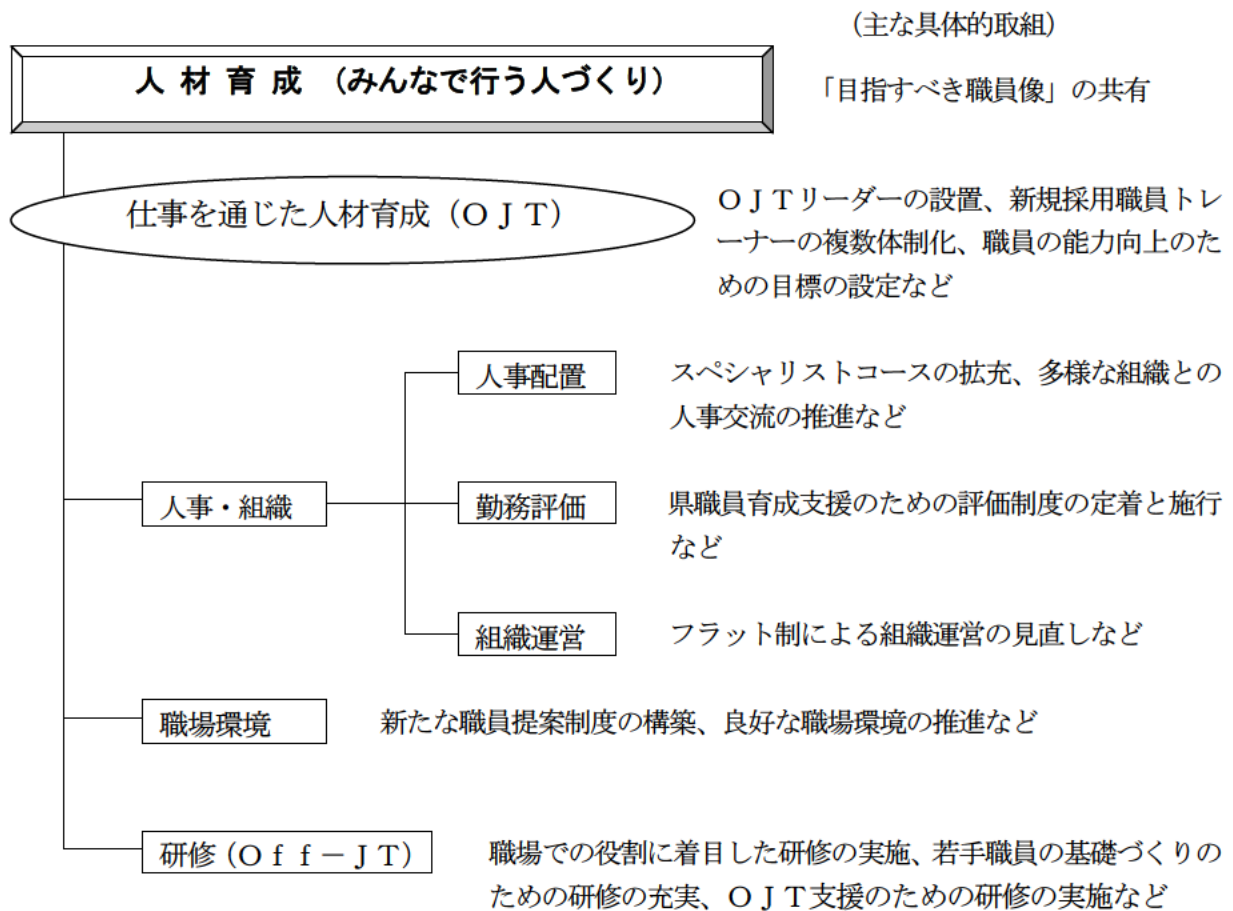 (主な具体的取組)
人 材 育 成 (みんなで行う人づくり)
「目指すべき職員像」の共有
仕事を通じた人材育成(OJT)
OJTリーダーの設置、新規採用職員トレ
ーナーの複数体制化、職員の能力向上のた
めの目標の設定など
人事配置
スペシャリストコースの拡充、多様な組織との
人事交流の推進など
人事・組織
勤務評価
県職員育成支援のための評価制度の定着と施行
など
組織運営
フラット制による組織運営の見直しなど
職場環境
新たな職員提案制度の構築、良好な職場環境の推進など
研修(Off-JT)
職場での役割に着目した研修の実施、若手職員の基礎づくりの
ための研修の充実、OJT支援のための研修の実施など